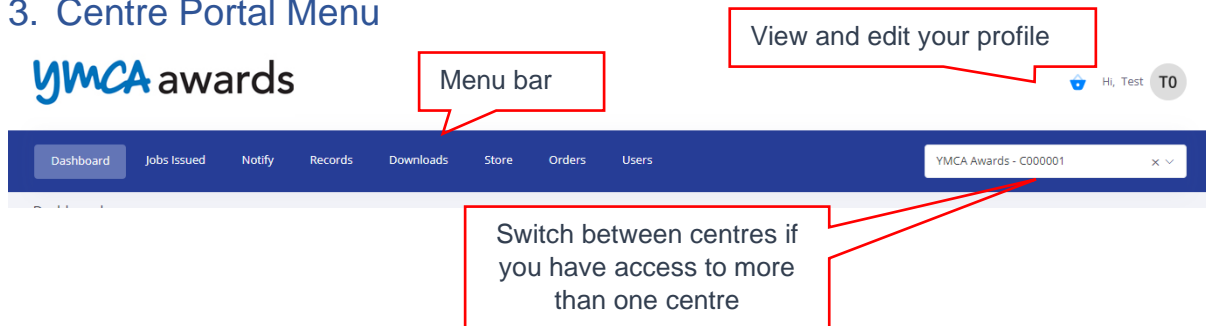 3. Centre Portal Menu
View and edit your profile
YMCA awards
Menu bar
Hi, Test T0
Dashboard Jobs Issued Notify Records Downloads Store Orders Users YMCA Awards - C000001 x
Dashboard
Switch between centres if
you have access to more
than one centre